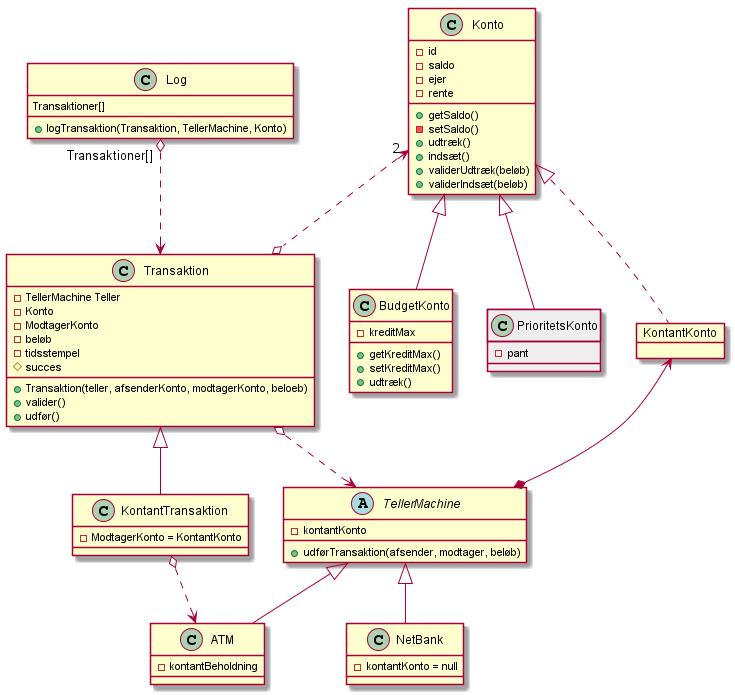 C Konto
id
saldo
ejer
rente
getSaldo()
setSaldo()
udtræk()
indsæt()
validerUdtræk(beløb)
validerIndsæt(beløb)
C Log
Transaktioner[]
logTransaktion(Transaktion, TellerMachine, Konto)
Transaktioner[]
2
C Transaktion
TellerMachine Teller
Konto
ModtagerKonto
beløb
tidsstempel
succes
Transaktion(teller, afsenderKonto, modtagerKonto, beloeb)
valider()
udfør()
C BudgetKonto
kreditMax
getKreditMax()
setKreditMax()
udtræk()
C PrioritetsKonto
pant
KontantKonto
C KontantTransaktion
ModtagerKonto = KontantKonto
A TellerMachine
kontantKonto
udførTransaktion(afsender, modtager, beløb)
C ATM
kontantBeholdning
C NetBank
kontantKonto = null